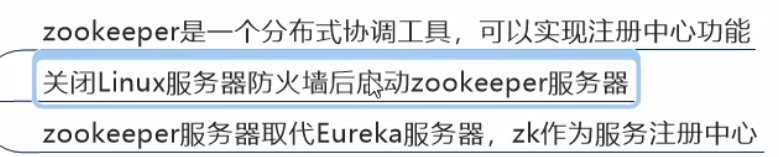 zookeeper是一个分布式协调工具，可以实现注册中心功能
关闭Linux服务器防火墙后启动zookeeper服务器
zookeeper服务器取代Eureka服务器，zk作为服务注册中心